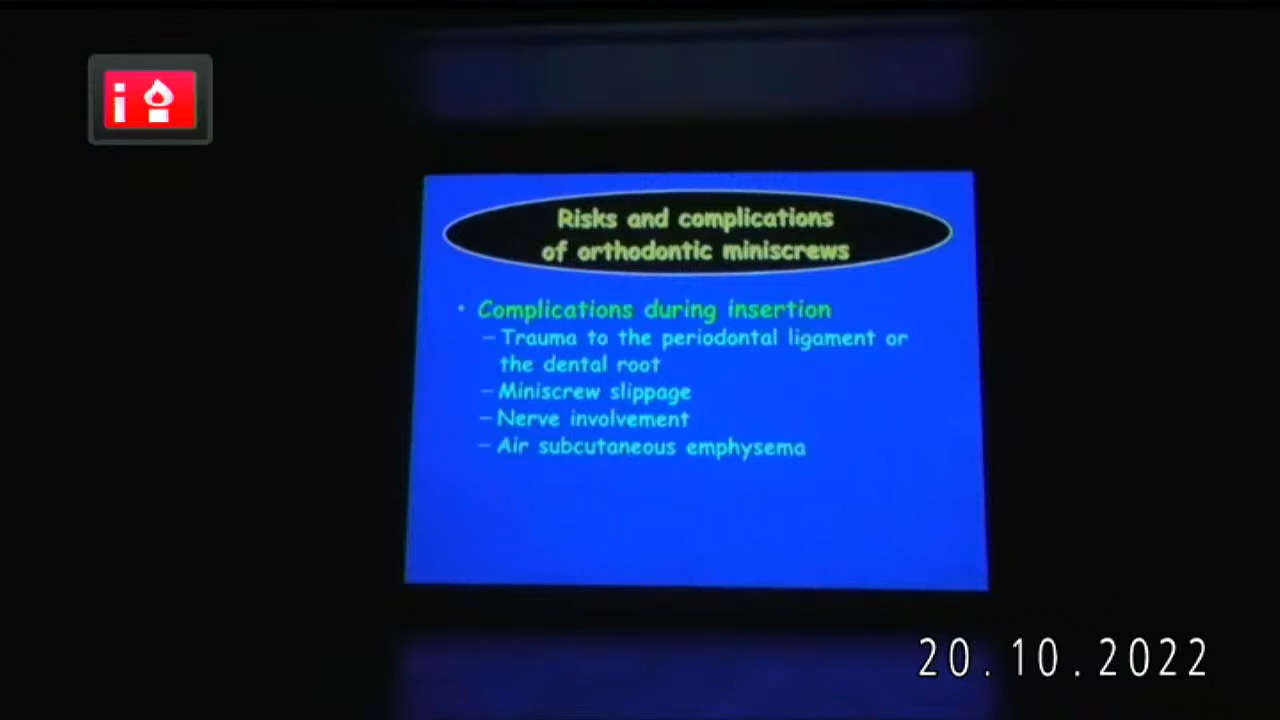 i
Risks and complications
of orthodontic miniscrews
• Complications during insertion
– Trauma to the periodontal ligament or
the dental root
– Miniscrew slippage
– Nerve involvement
– Air subcutaneous emphysema
20.10.2022